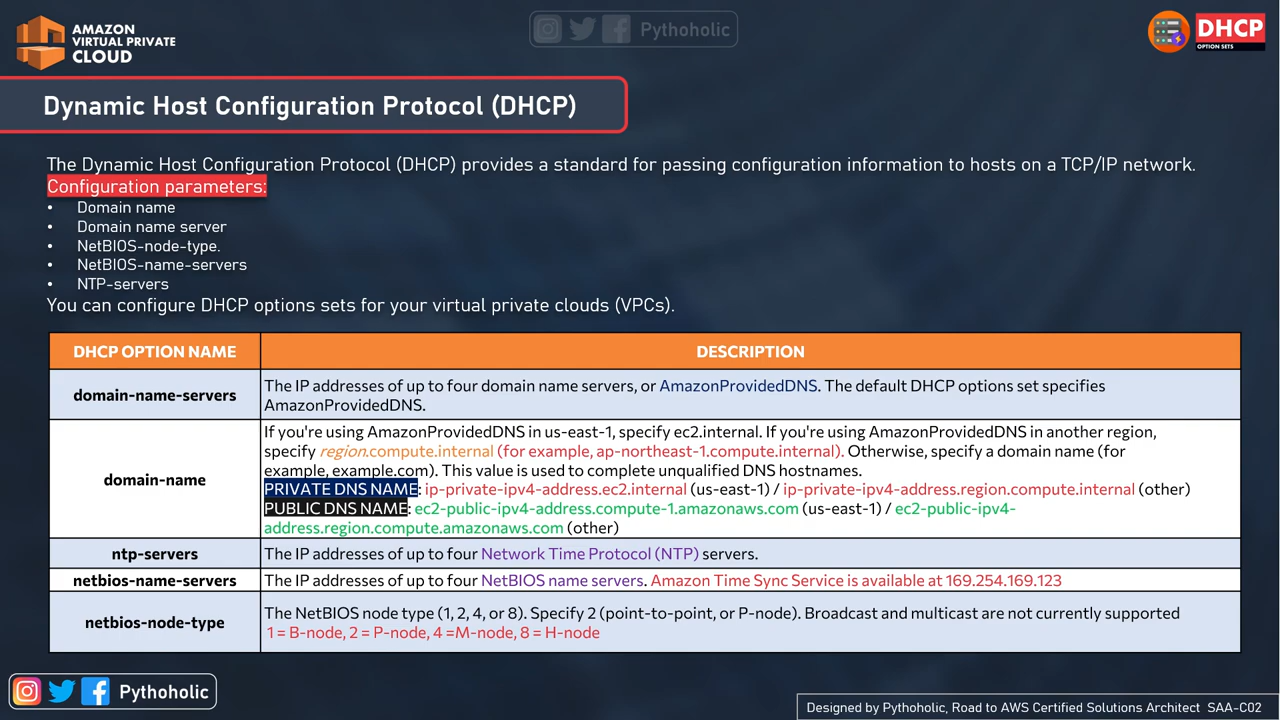 AMAZON
VIRTUAL PRIVATE
CLOUD
Pythoholic
DHCP
OPTION SETS
Dynamic Host Configuration Protocol (DHCP)
The Dynamic Host Configuration Protocol (DHCP) provides a standard for passing configuration information to hosts on a TCP/IP network.
Configuration parameters:
• Domain name
• Domain name server
• NetBIOS-node-type.
• NetBIOS-name-servers
• NTP-servers
You can configure DHCP options sets for your virtual private clouds (VPCs).
DHCP OPTION NAME DESCRIPTION
domain-name-servers
The IP addresses of up to four domain name servers, or AmazonProvidedDNS. The default DHCP options set specifies
AmazonProvidedDNS.
domain-name
If you're using AmazonProvidedDNS in us-east-1, specify ec2.internal. If you're using AmazonProvidedDNS in another region,
specify region.compute.internal (for example, ap-northeast-1.compute.internal). Otherwise, specify a domain name (for
example, example.com). This value is used to complete unqualified DNS hostnames.
PRIVATE DNS NAME: ip-private-ipv4-address.ec2.internal (us-east-1) / ip-private-ipv4-address.region.compute.internal (other)
PUBLIC DNS NAME: ec2-public-ipv4-address.compute-1.amazonaws.com (us-east-1) / ec2-public-ipv4-
address.region.compute.amazonaws.com (other)
ntp-servers The IP addresses of up to four Network Time Protocol (NTP) servers.
netbios-name-servers The IP addresses of up to four NetBIOS name servers. Amazon Time Sync Service is available at 169.254.169.123
netbios-node-type
The NetBIOS node type (1, 2, 4, or 8). Specify 2 (point-to-point, or P-node). Broadcast and multicast are not currently supported
1 = B-node, 2 = P-node, 4 =M-node, 8 = H-node
Pythoholic
Designed by Pythoholic, Road to AWS Certified Solutions Architect SAA-C02